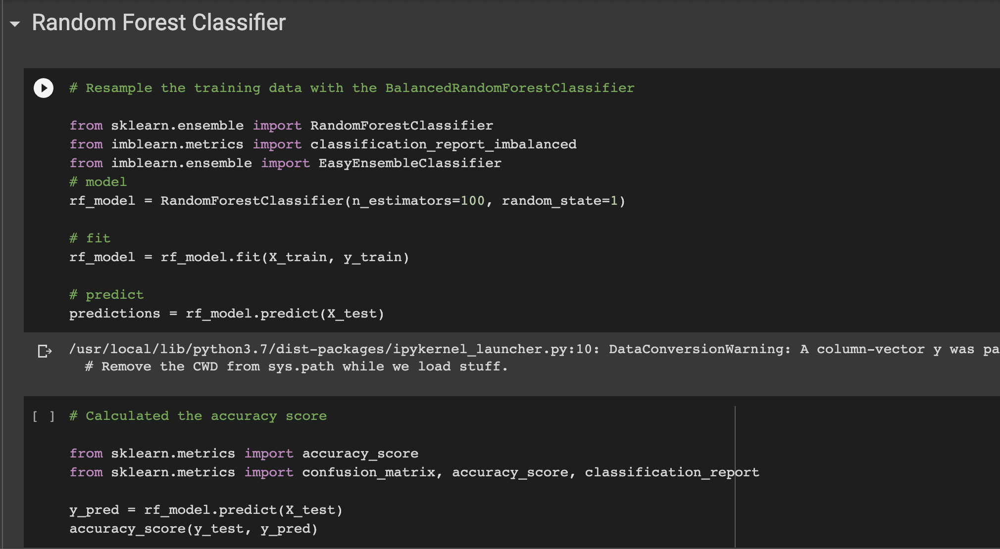 Random Forest Classifier
# Resample the training data with the BalancedRandomForestClassifier
from sklearn.ensemble import RandomForestClassifier
from imblearn.metrics import classification_report_imbalanced
from imblearn.ensemble import EasyEnsembleClassifier
# model
rf_model = RandomForestClassifier(n_estimators=100, random_state=1)
# fit
rf_model = rf_model.fit(X_train, y_train)
# predict
predictions = rf_model.predict(X_test)
/usr/local/lib/python3.7/dist-packages/ipykernel_launcher.py:10: DataConversionWarning: A column-vector y was pa
# Remove the CWD from sys.path while we load stuff.
[ ] # Calculated the accuracy score
from sklearn.metrics import accuracy_score
from sklearn.metrics import confusion_matrix, accuracy_score, classification_report
y_pred = rf_model.predict(X_test)
accuracy_score(y_test, y_pred)